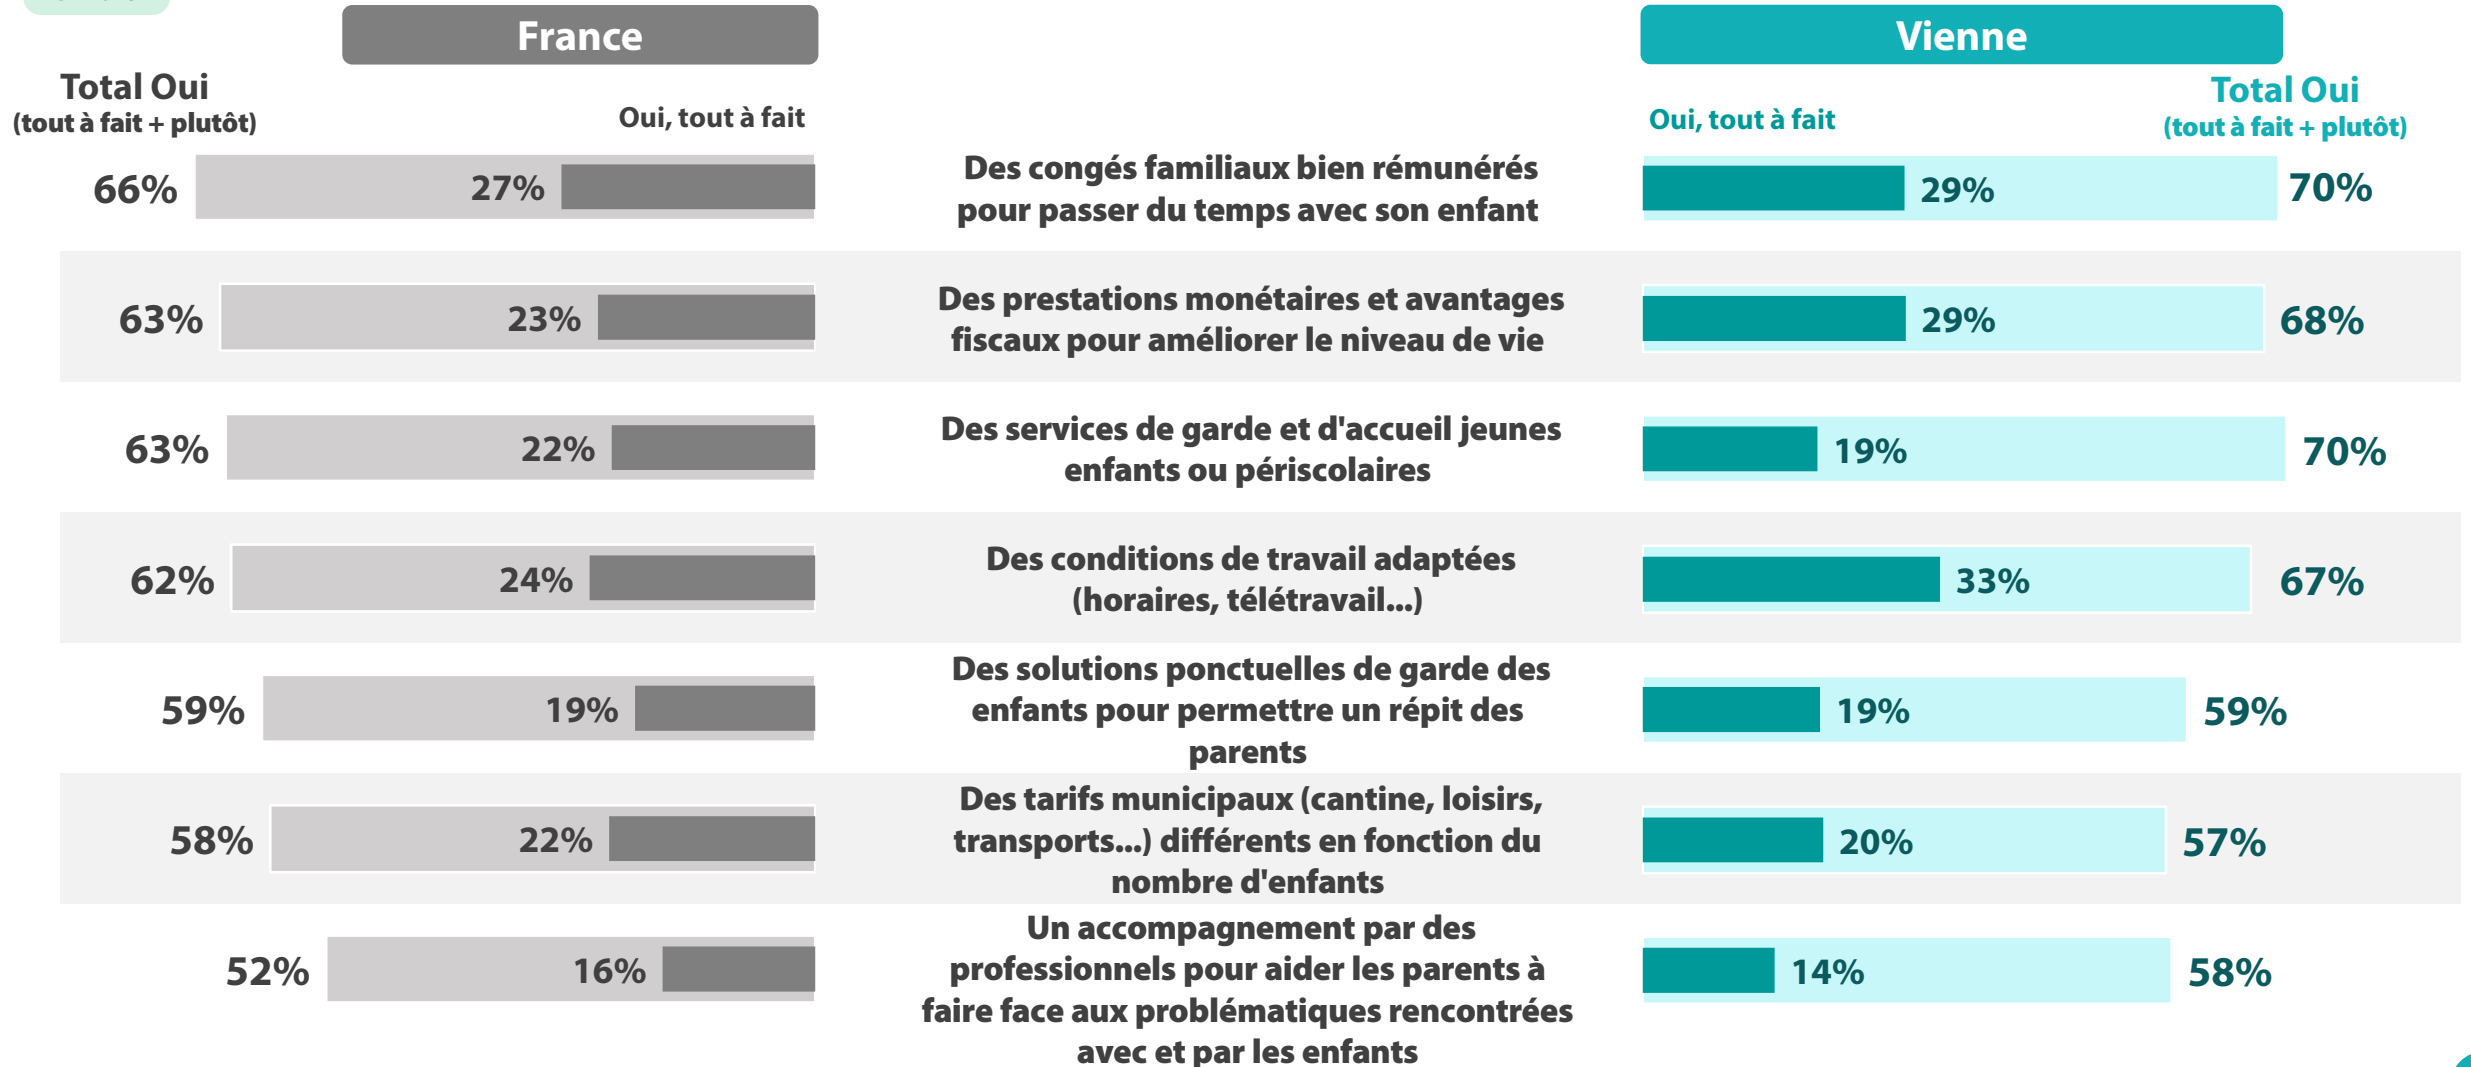 France
Vienne
Total Oui
(tout à fait + plutôt)
Oui, tout à fait
Oui, tout à fait
Total Oui
(tout à fait + plutôt)
66%
27%
Des congés familiaux bien rémunérés
pour passer du temps avec son enfant
29%
70%
63%
23%
Des prestations monétaires et avantages
fiscaux pour améliorer le niveau de vie
29%
68%
63%
22%
Des services de garde et d'accueil jeunes
enfants ou périscolaires
19%
70%
62%
24%
Des conditions de travail adaptées
(horaires, télétravail...)
33%
67%
59%
19%
Des solutions ponctuelles de garde des
enfants pour permettre un répit des
parents
19%
59%
58%
22%
Des tarifs municipaux (cantine, loisirs,
transports...) différents en fonction du
nombre d'enfants
20%
57%
52%
16%
Un accompagnement par des
professionnels pour aider les parents à
faire face aux problématiques rencontrées
avec et par les enfants
14%
58%